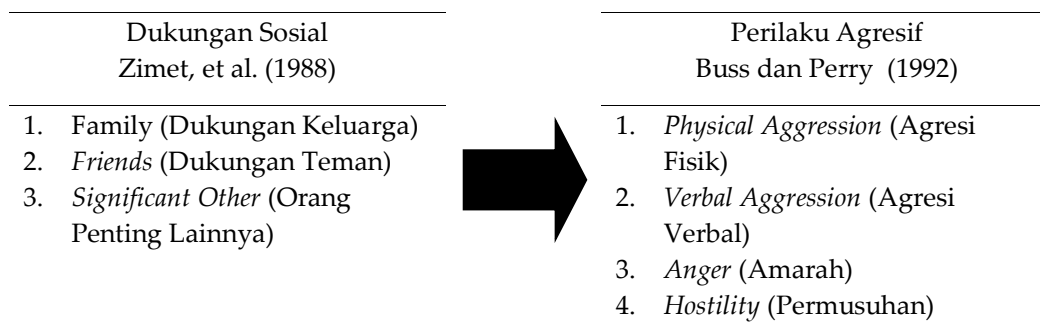 Dukungan Sosial
Zimet, et al. (1988)
1. Family (Dukungan Keluarga)
2. Friends (Dukungan Teman)
3. Significant Other (Orang
Penting Lainnya)
Perilaku Agresif
Buss dan Perry (1992)
1. Physical Aggression (Agresi
Fisik)
2. Verbal Aggression (Agresi
Verbal)
3. Anger (Amarah)
4. Hostility (Permusuhan)